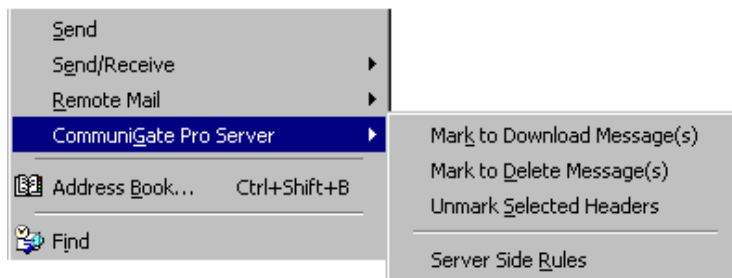 Send
Send/Receive
Remote Mail
CommuniGate Pro Server
Address Book... Ctrl+Shift+B
Find
Mark to Download Message(s)
Mark to Delete Message(s)
Unmark Selected Headers
Server Side Rules